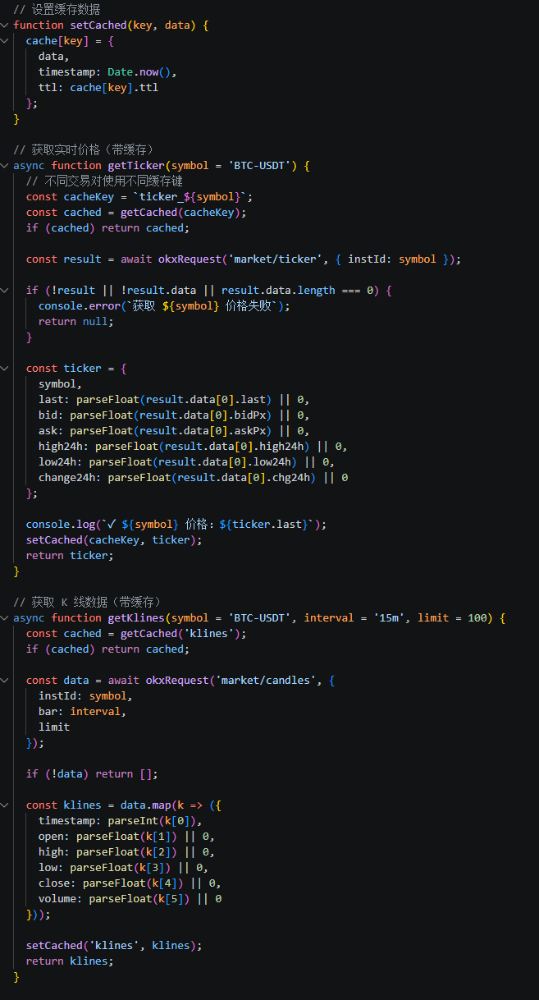 // 设置缓存数据
function setCached(key, data) {
  cache[key] = {
    data,
    timestamp: Date.now(),
    ttl: cache[key].ttl
  };
}

// 获取实时价格（带缓存）
async function getTicker(symbol = 'BTC-USDT') {
  // 不同交易对使用不同缓存键
  const cacheKey = `ticker_${symbol}`;
  const cached = getCached(cacheKey);
  if (cached) return cached;

  const result = await okxRequest('market/ticker', { instId: symbol });

  if (!result || !result.data || result.data.length === 0) {
    console.error(`获取 ${symbol} 价格失败`);
    return null;
  }

  const ticker = {
    symbol,
    last: parseFloat(result.data[0].last) || 0,
    bid: parseFloat(result.data[0].bidPx) || 0,
    ask: parseFloat(result.data[0].askPx) || 0,
    high24h: parseFloat(result.data[0].high24h) || 0,
    low24h: parseFloat(result.data[0].low24h) || 0,
    change24h: parseFloat(result.data[0].chg24h) || 0
  };

  console.log(`✓ ${symbol} 价格：${ticker.last}`);
  setCached(cacheKey, ticker);
  return ticker;
}

// 获取 K 线数据（带缓存）
async function getKlines(symbol = 'BTC-USDT', interval = '15m', limit = 100) {
  const cached = getCached('klines');
  if (cached) return cached;

  const data = await okxRequest('market/candles', {
    instId: symbol,
    bar: interval,
    limit
  });

  if (!data) return [];

  const klines = data.map(k => ({
    timestamp: parseInt(k[0]),
    open: parseFloat(k[1]) || 0,
    high: parseFloat(k[2]) || 0,
    low: parseFloat(k[3]) || 0,
    close: parseFloat(k[4]) || 0,
    volume: parseFloat(k[5]) || 0
  }));

  setCached('klines', klines);
  return klines;
}